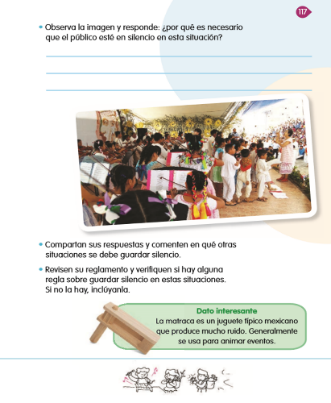 117
• Observa la imagen y responde: ¿por qué es necesario
que el público esté en silencio en esta situación?
• Compartan sus respuestas y comenten en qué otras
situaciones se debe guardar silencio.
• Revisen su reglamento y verifiquen si hay alguna
regla sobre guardar silencio en estas situaciones.
Si no la hay, inclúyanla.
Dato interesante
La matraca es un juguete típico mexicano
que produce mucho ruido. Generalmente
se usa para animar eventos.